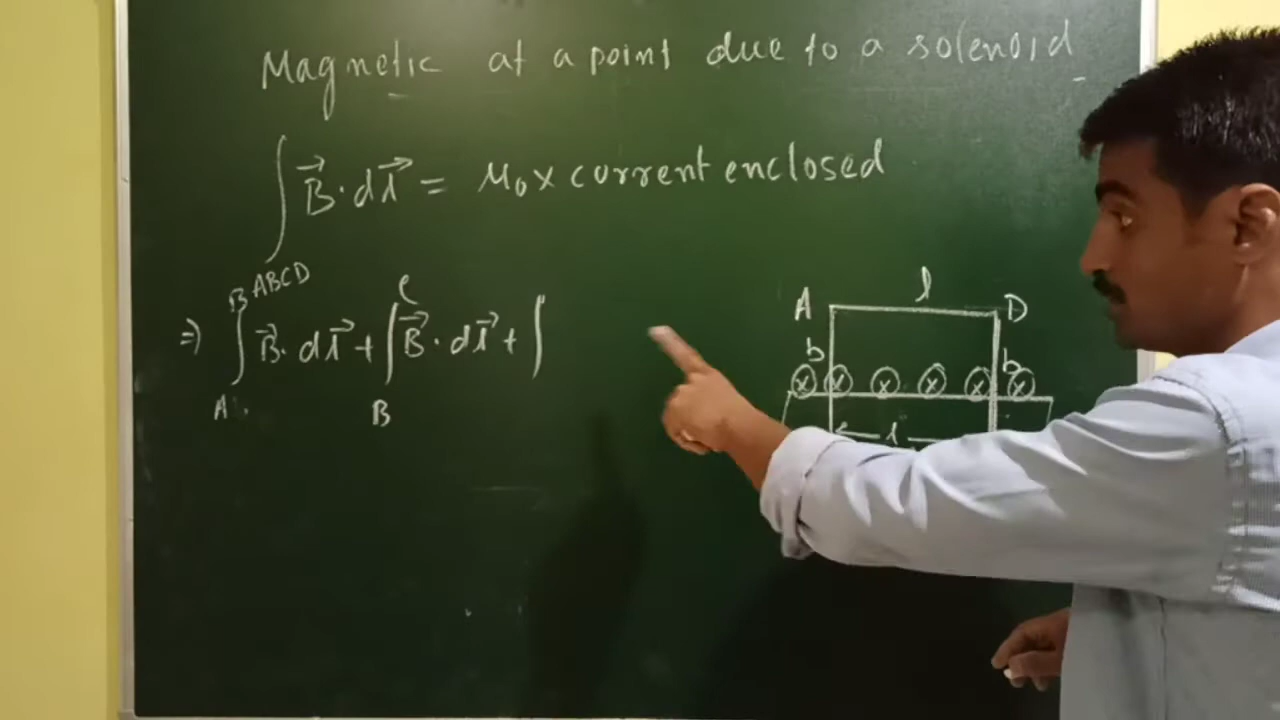 Magnetic at a point due to a solenoid
∫ B⃗ · dl⃗ = μ₀ x current enclosed
ABCD
⇒ ∫ B⃗ · dl⃗ + ∫ B⃗ · dl⃗ + ∫
B
C
A
B
l
A D
b b
x x x x x x
l